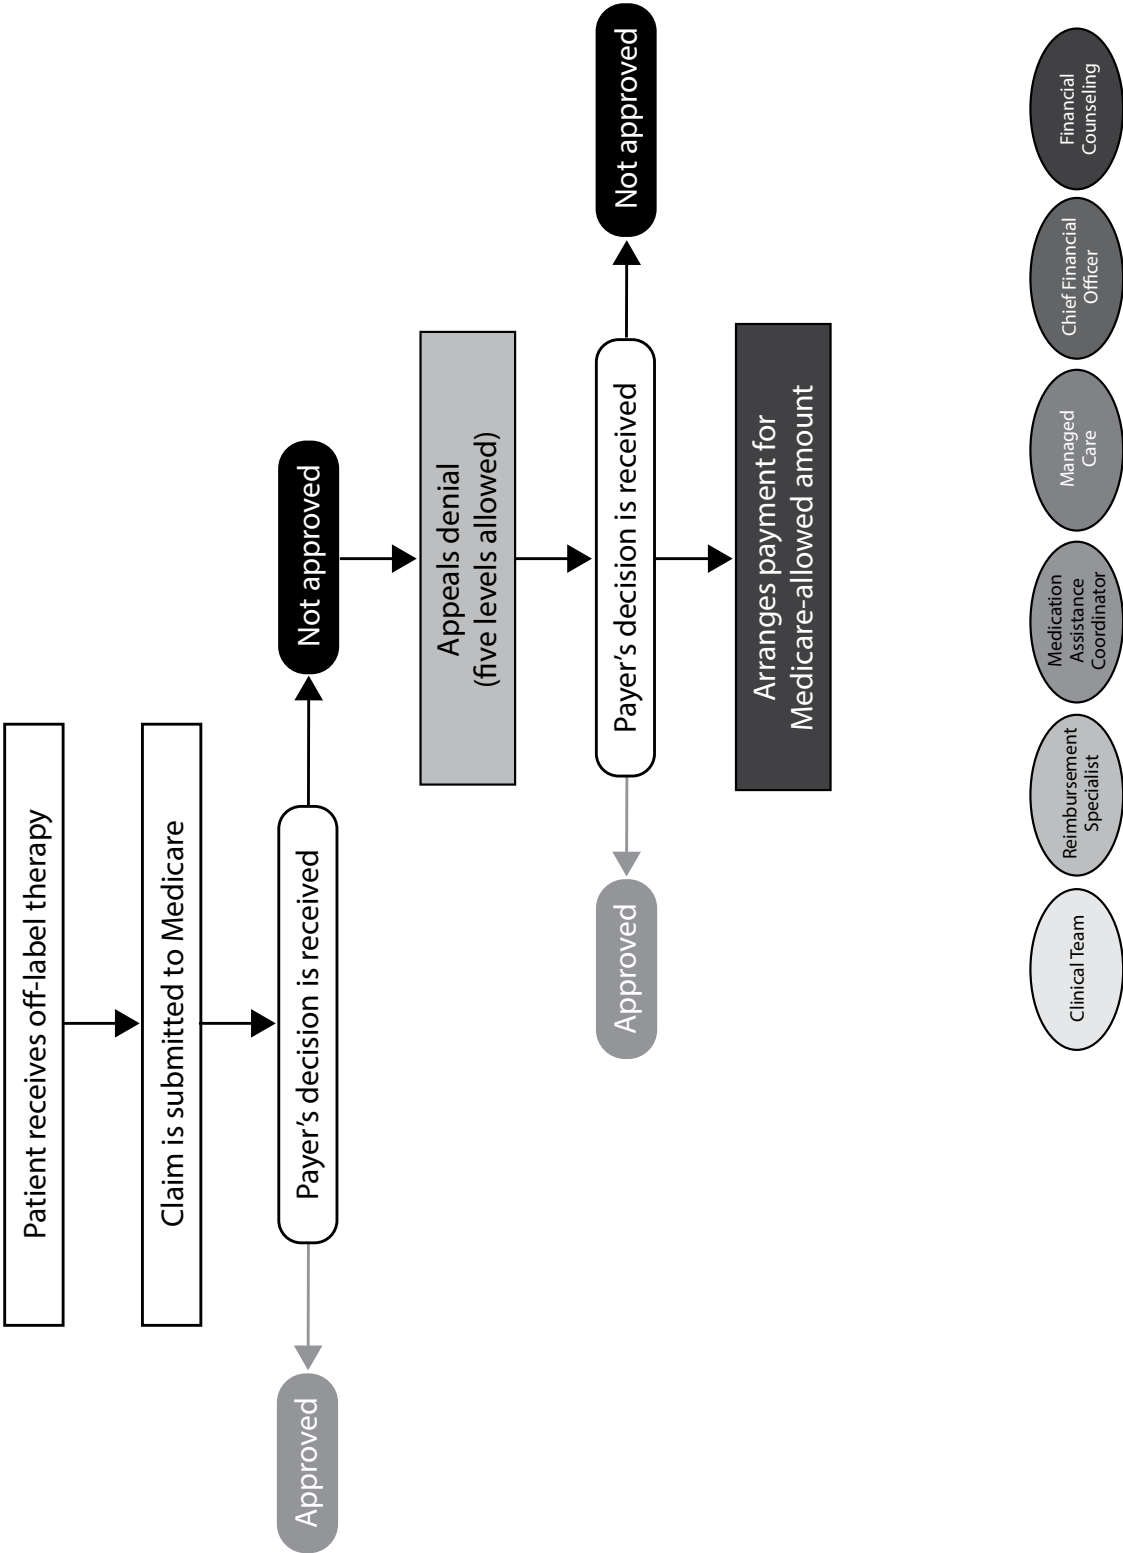 Patient receives off-label therapy
Claim is submitted to Medicare
Payer's decision is received
Approved
Not approved
Appeals denial
(five levels allowed)
Payer's decision is received
Approved
Not approved
Arranges payment for
Medicare-allowed amount
Clinical Team
Reimbursement
Specialist
Medication
Assistance
Coordinator
Managed
Care
Chief Financial
Officer
Financial
Counseling